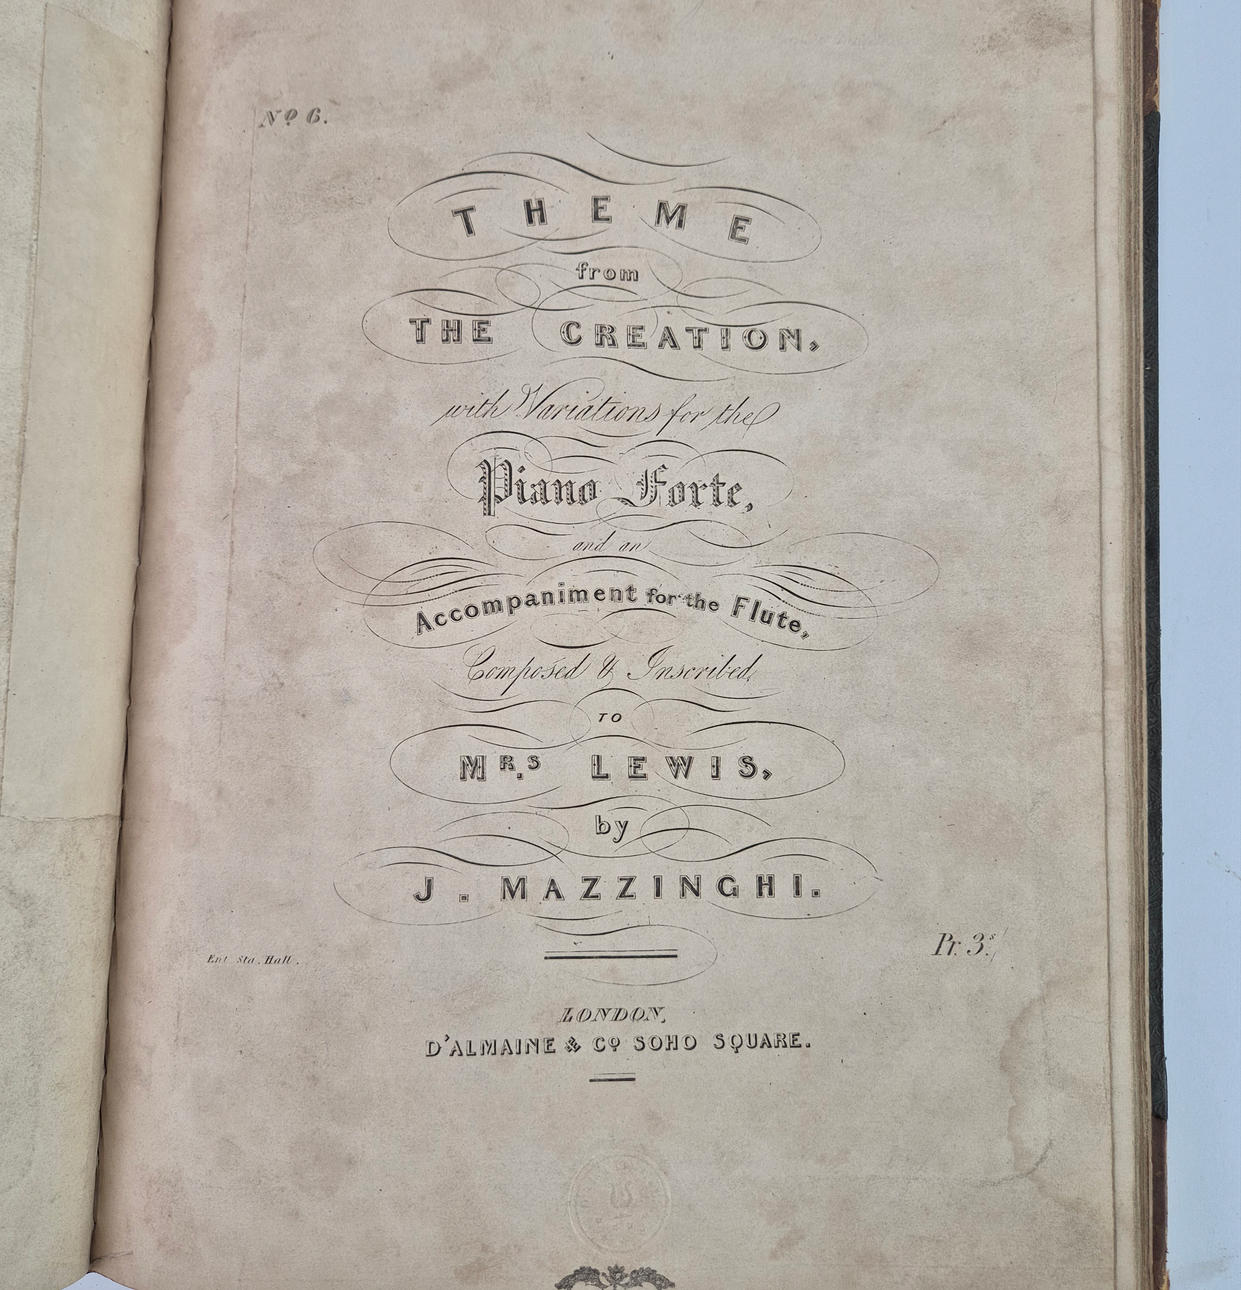 Nº 6.
THEME
from
THE CREATION,
with Variations for the
Piano Forte,
and an
Accompaniment for the Flute,
Composed & Inscribed
TO
MRS. LEWIS,
by
J. MAZZINGHI.
Ent. Sta. Hall.
Pr. 3s/
LONDON,
D'ALMAINE & Cº SOHO SQUARE.